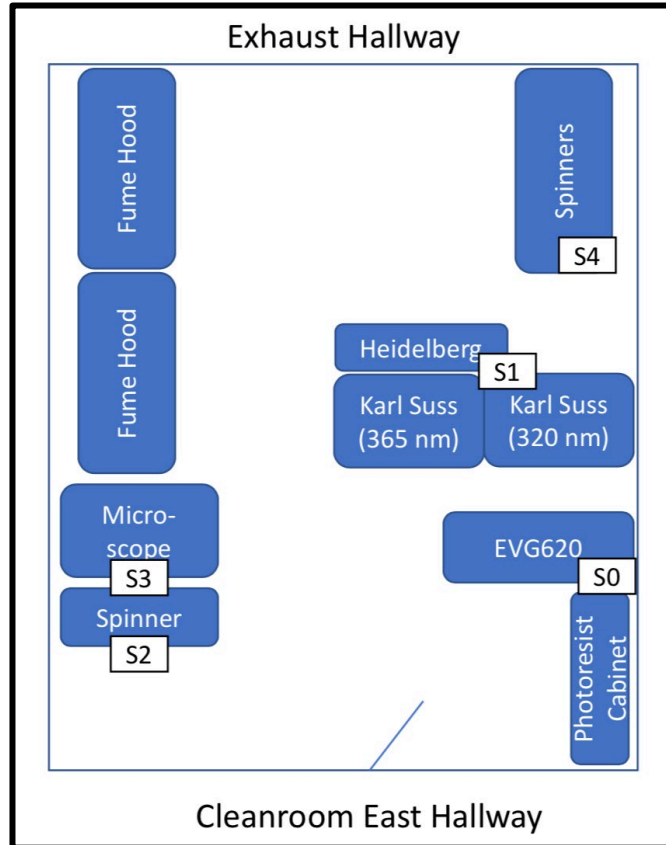 Exhaust Hallway
Fume Hood
Spinners
S4
Fume Hood
Heidelberg
S1
Karl Suss
(365 nm)
Karl Suss
(320 nm)
Micro-
scope
S3
EVG620
S0
Spinner
S2
Photoresist
Cabinet
Cleanroom East Hallway